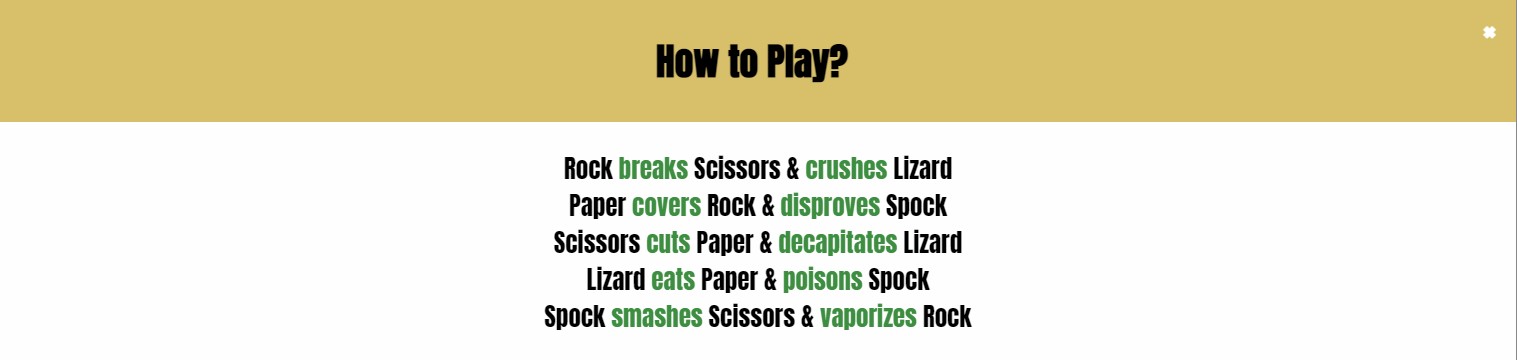 How to Play?
Rock breaks Scissors & crushes Lizard
Paper covers Rock & disproves Spock
Scissors cuts Paper & decapitates Lizard
Lizard eats Paper & poisons Spock
Spock smashes Scissors & vaporizes Rock